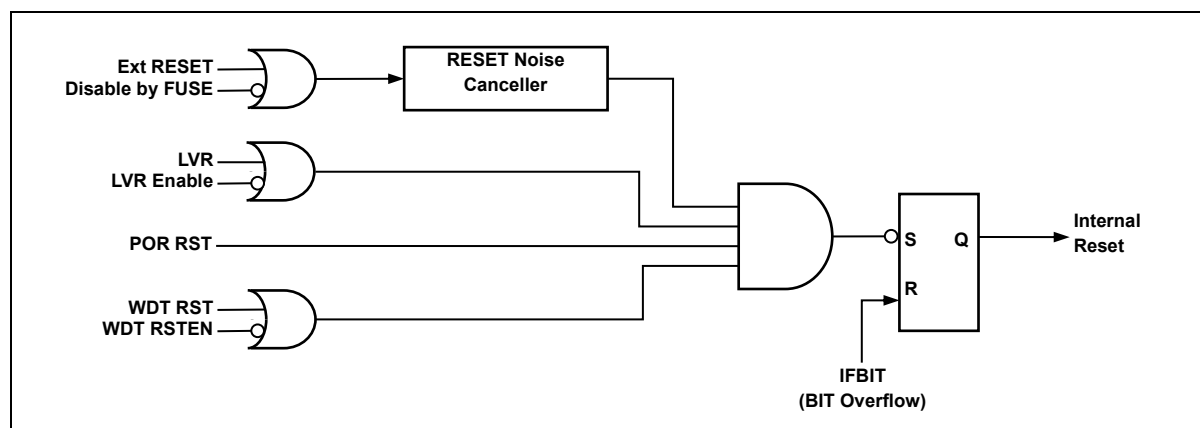 Ext RESET
Disable by FUSE
RESET Noise
Canceller
LVR
LVR Enable
POR RST
WDT RST
WDT RSTEN
S
Q
R
Internal
Reset
IFBIT
(BIT Overflow)